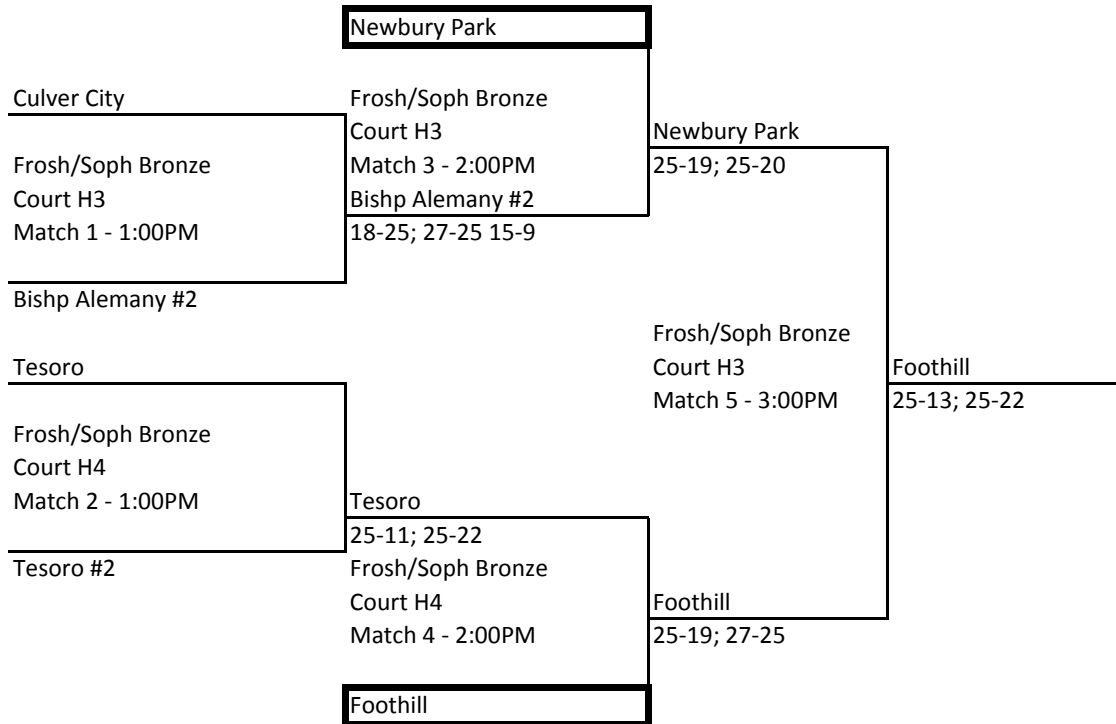 Newbury Park
Culver City
Frosh/Soph Bronze
Court H3
Match 1 - 1:00PM
Bishp Alemany #2
Frosh/Soph Bronze
Court H3
Match 3 - 2:00PM
Bishp Alemany #2
18-25; 27-25 15-9
Newbury Park
25-19; 25-20
Tesoro
Frosh/Soph Bronze
Court H4
Match 2 - 1:00PM
Tesoro #2
Tesoro
25-11; 25-22
Frosh/Soph Bronze
Court H4
Match 4 - 2:00PM
Foothill
Frosh/Soph Bronze
Court H3
Match 5 - 3:00PM
Foothill
25-19; 27-25
Foothill
25-13; 25-22